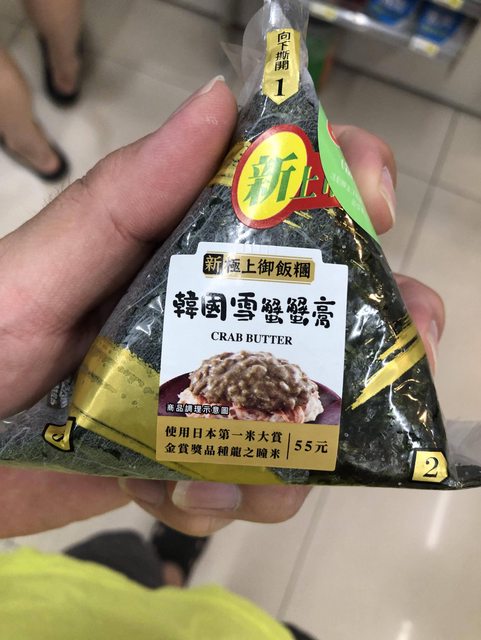 向下撕開
1
新上市
新極上御飯糰
韓國雪蟹蟹膏
CRAB BUTTER
商品調理示意圖
使用日本第一米大賞
金賞獎品種龍之瞳米
55元
2